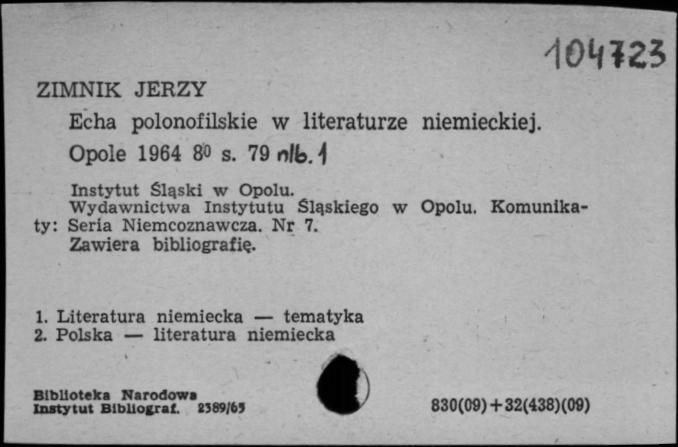 104723
ZIMNIK JERZY
Echa polonofilskie w literaturze niemieckiej.
Opole 1964 8⁰ s. 79 nlb. 1
Instytut Śląski w Opolu.
Wydawnictwa Instytutu Śląskiego w Opolu. Komunika-
ty: Seria Niemcoznawcza. Nr 7.
Zawiera bibliografię.
1. Literatura niemiecka — tematyka
2. Polska — literatura niemiecka
Biblioteka Narodowa
Instytut Bibliograf. 2389/65
830(09)+32(438)(09)